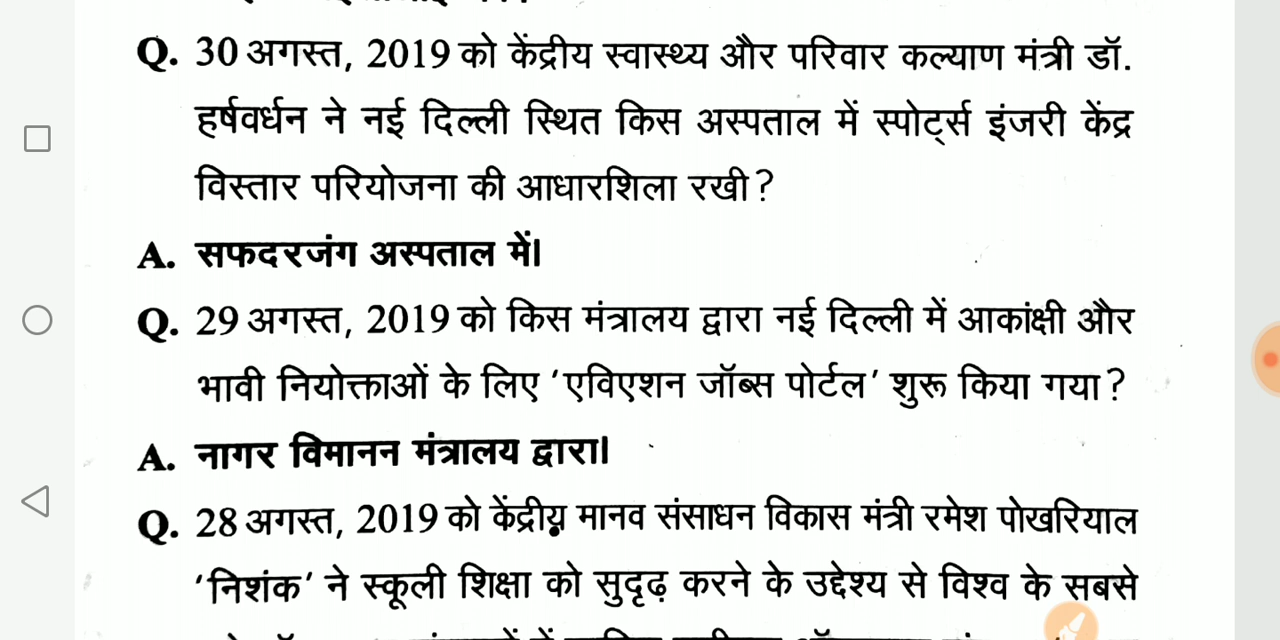 Q. 30 अगस्त, 2019 को केंद्रीय स्वास्थ्य और परिवार कल्याण मंत्री डॉ.
हर्षवर्धन ने नई दिल्ली स्थित किस अस्पताल में स्पोर्ट्स इंजरी केंद्र
विस्तार परियोजना की आधारशिला रखी?
A. सफदरजंग अस्पताल में।
Q. 29 अगस्त, 2019 को किस मंत्रालय द्वारा नई दिल्ली में आकांक्षी और
भावी नियोक्ताओं के लिए ‘एविएशन जॉब्स पोर्टल’ शुरू किया गया?
A. नागर विमानन मंत्रालय द्वारा।
Q. 28 अगस्त, 2019 को केंद्रीय मानव संसाधन विकास मंत्री रमेश पोखरियाल
‘निशंक’ ने स्कूली शिक्षा को सुदृढ़ करने के उद्देश्य से विश्व के सबसे